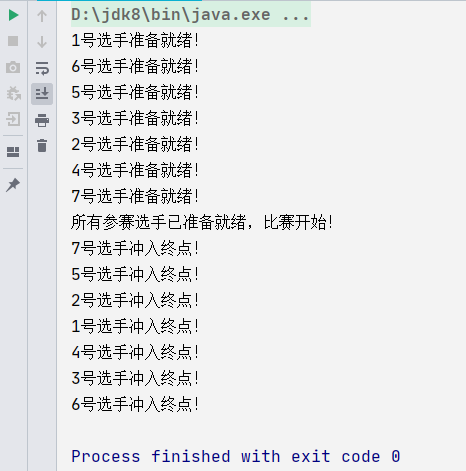 D:\jdk8\bin\java.exe ...
1号选手准备就绪!
6号选手准备就绪!
5号选手准备就绪!
3号选手准备就绪!
2号选手准备就绪!
4号选手准备就绪!
7号选手准备就绪!
所有参赛选手已准备就绪，比赛开始!
7号选手冲入终点!
5号选手冲入终点!
2号选手冲入终点!
1号选手冲入终点!
4号选手冲入终点!
3号选手冲入终点!
6号选手冲入终点!
Process finished with exit code 0